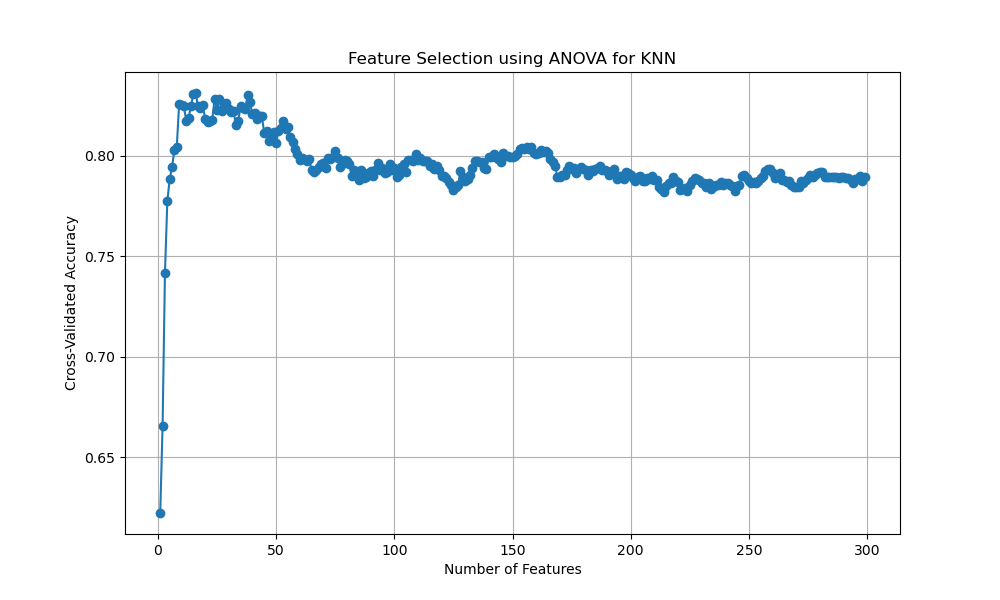 Feature Selection using ANOVA for KNN
0.80
0.75
0.70
0.65
Cross-Validated Accuracy
0 50 100 150 200 250 300
Number of Features